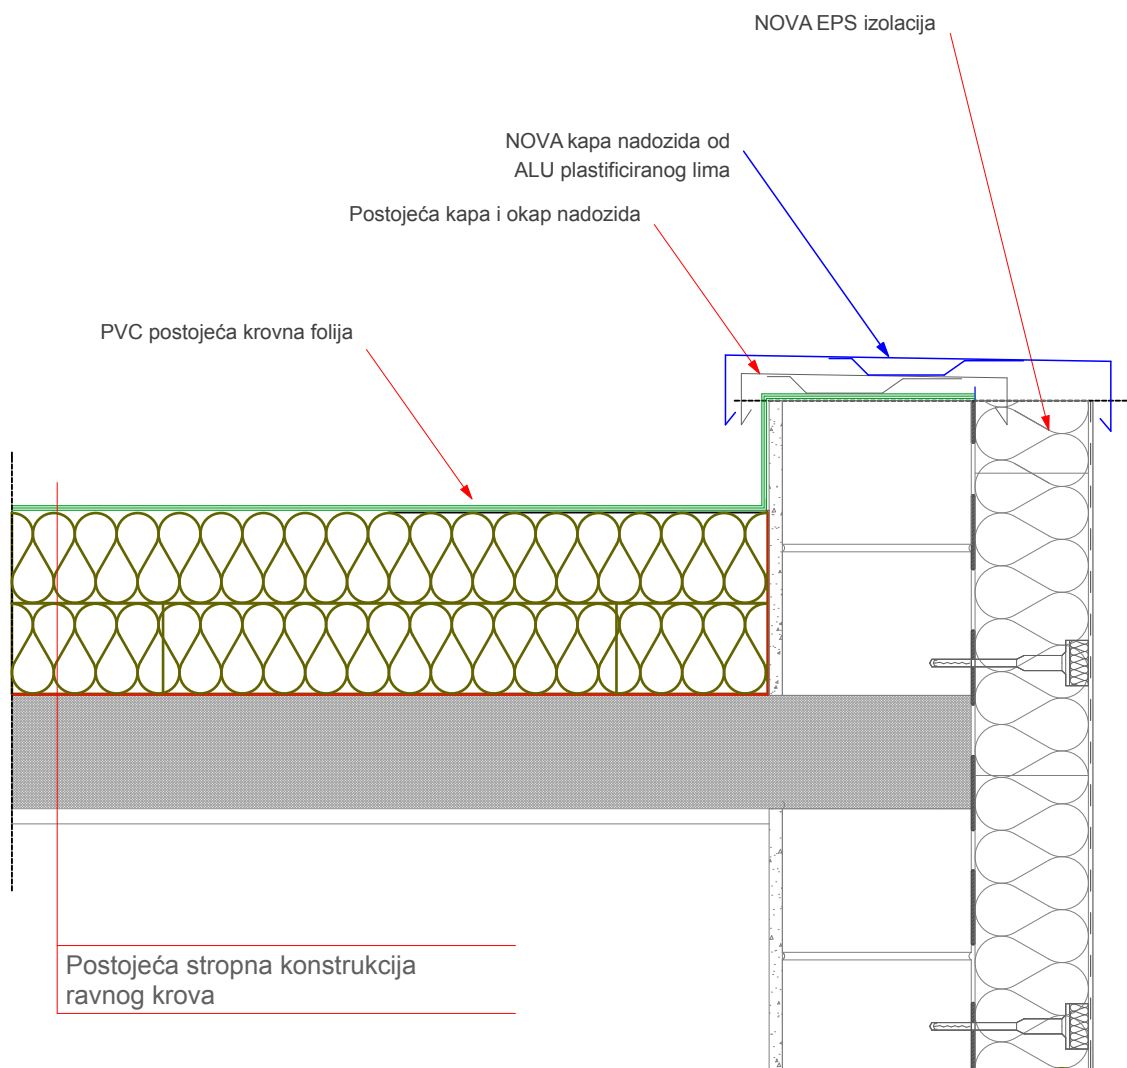 NOVA EPS izolacija
NOVA kapa nadozida od
ALU plastificiranog lima
Postojeća kapa i okap nadozida
PVC postojeća krovna folija
Postojeća stropna konstrukcija
ravnog krova